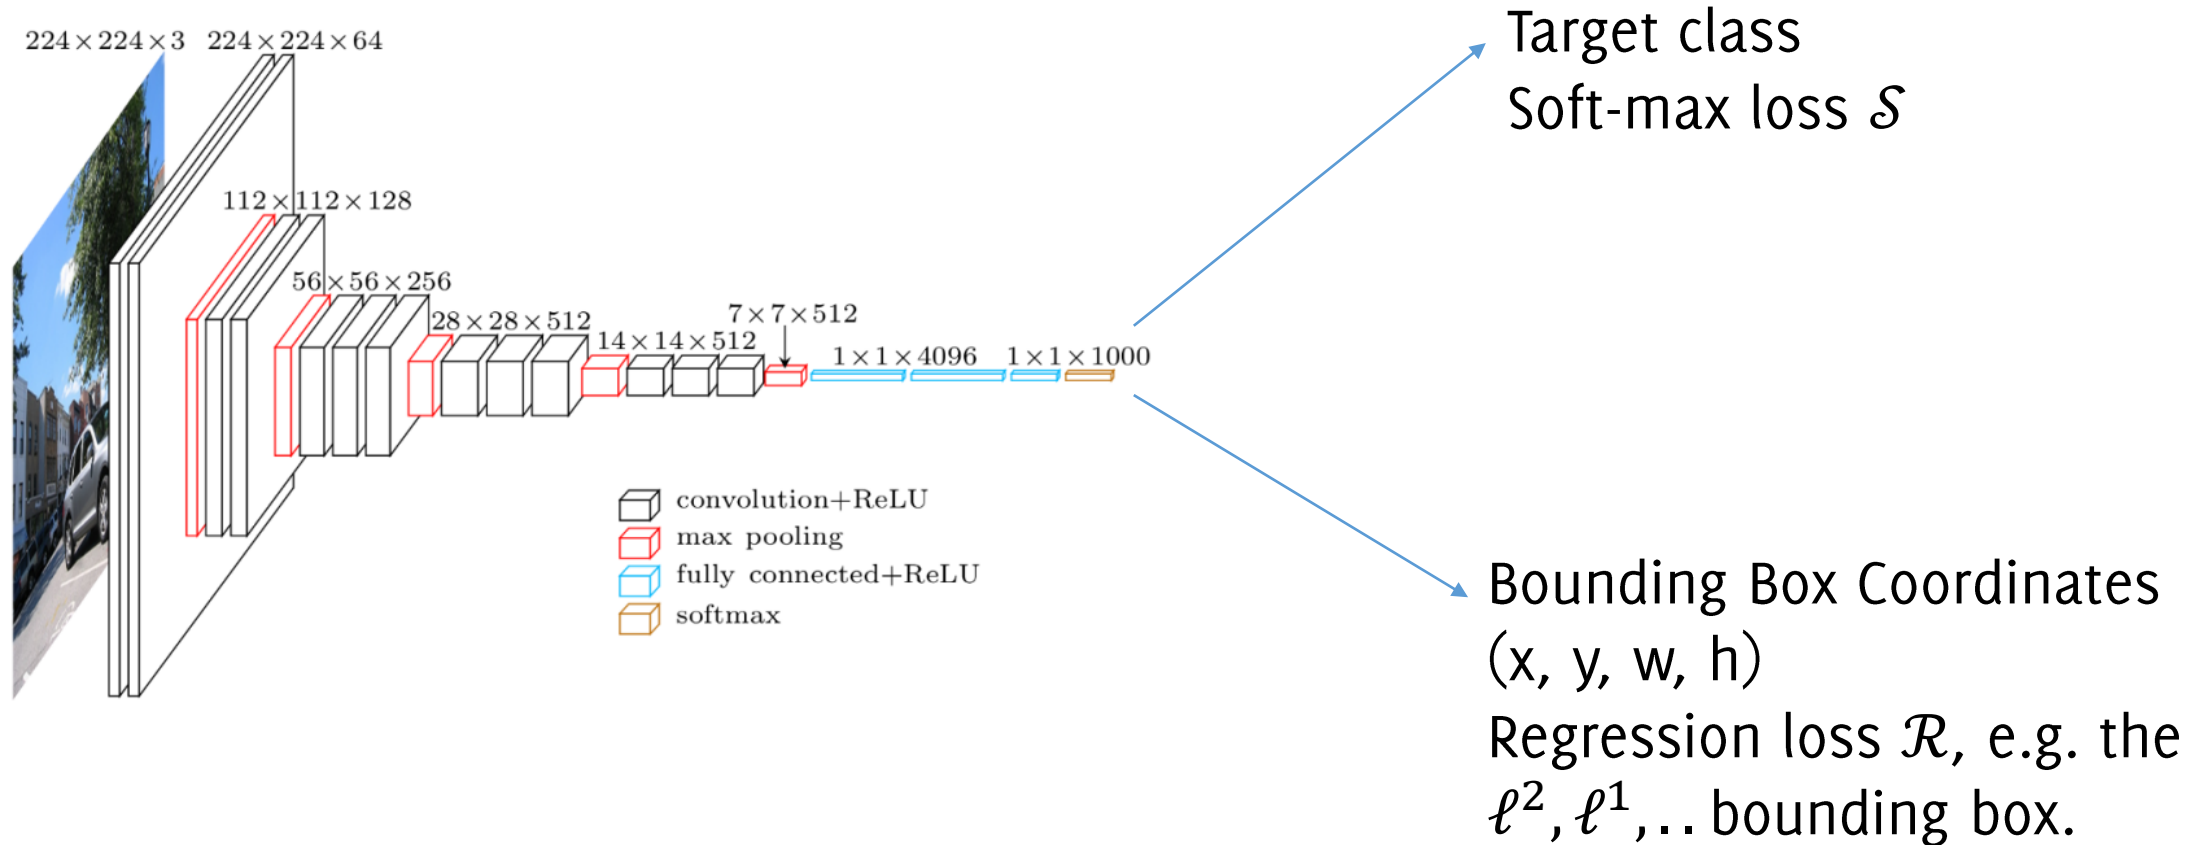 224×224×3 224×224×64
112×112×128
56×56×256
28×28×512
14×14×512
7×7×512
1×1×4096 1×1×1000
convolution+ReLU
max pooling
fully connected+ReLU
softmax
Target class
Soft-max loss 𝒮
Bounding Box Coordinates
(x, y, w, h)
Regression loss ℛ, e.g. the
ℓ², ℓ¹, . . bounding box.